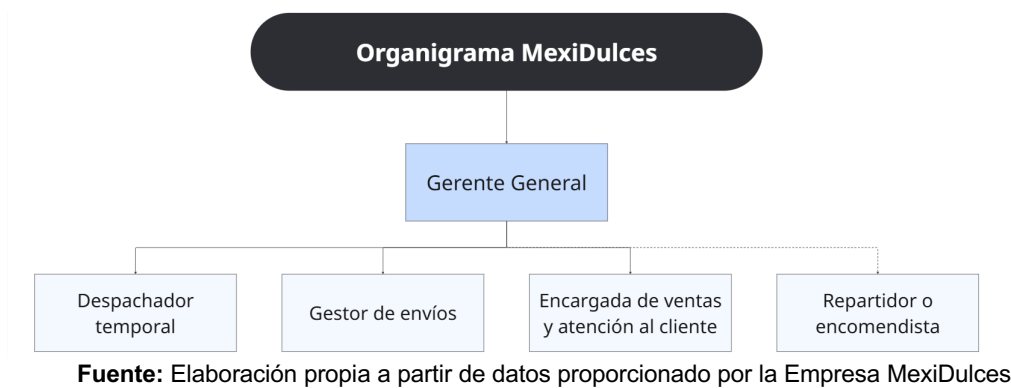 Organigrama MexiDulces
Gerente General
Despachador
temporal
Gestor de envíos
Encargada de ventas
y atención al cliente
Repartidor o
encomendista
Fuente: Elaboración propia a partir de datos proporcionado por la Empresa MexiDulces